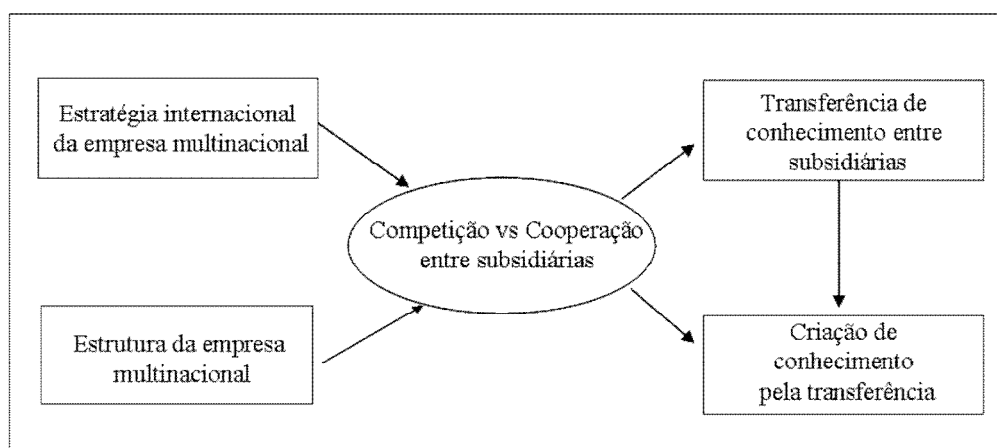 Estratégia internacional
da empresa multinacional
Estrutura da empresa
multinacional
Competição vs Cooperação
entre subsidiárias
Transferência de
conhecimento entre
subsidiárias
Criação de
conhecimento
pela transferência